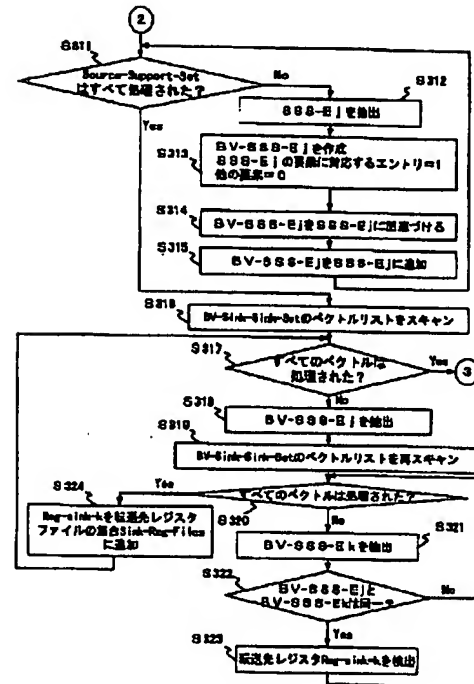 2
S311
Source-Support-Set
はすべて処理された?
No
Yes
S312
SSS-Ejを抽出
S313
BV-SSS-Ejを作成
SSS-Ejの要素に対応するエントリ=1
他の要素=0
S314
BV-SSS-EjをSSS-Ejに関連づける
S315
BV-SSS-EjをSSS-Ejに追加
S316
BV-Sink-Sink-Setのベクトルリストをスキャン
S317
すべてのベクトルは
処理された?
Yes
3
No
S318
BV-SSS-Ejを抽出
S319
BV-Sink-Sink-Setのベクトルリストを再スキャン
すべてのベクトルは処理された?
S320
Yes
S324
Reg-sink-kを転送先レジスタ
ファイルの集合Sink-Reg-Files
に追加
No
S321
BV-SSS-Ekを抽出
S322
BV-SSS-Ejと
BV-SSS-Ekは同一?
No
Yes
S323
転送先レジスタReg-sink-kを検出